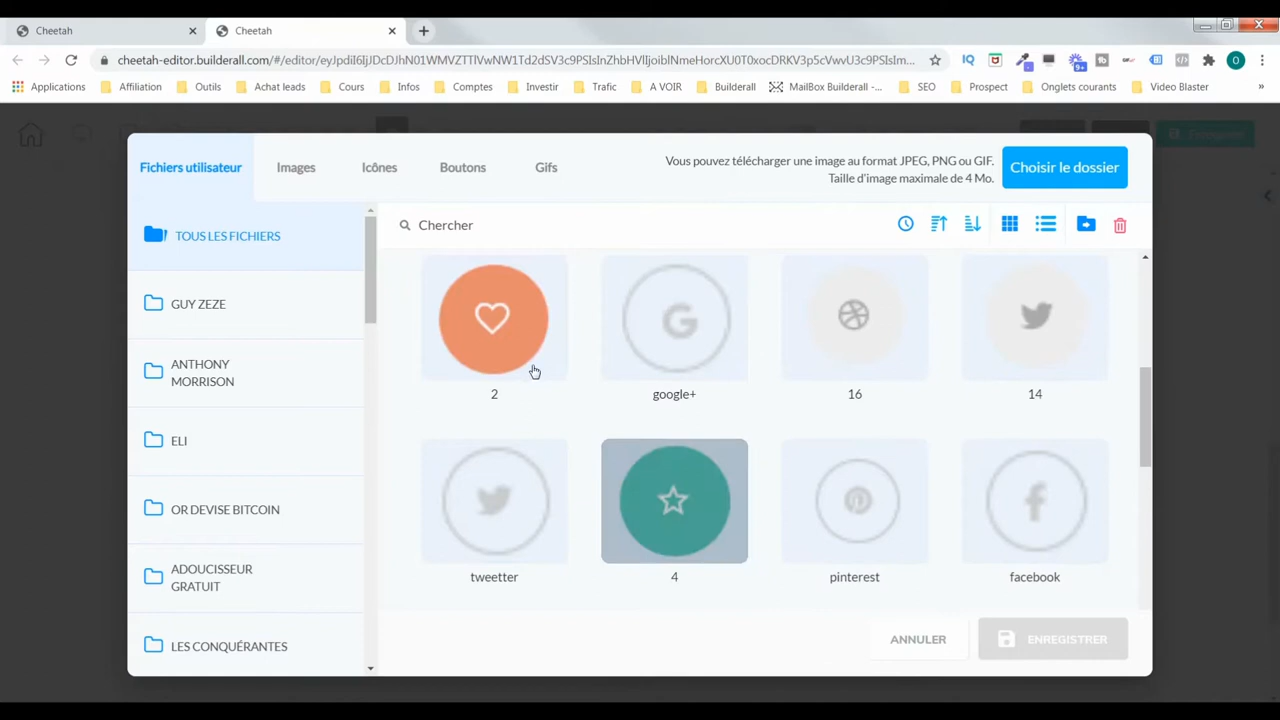 Cheetah
Cheetah
cheetah-editor.builderall.com/#/editor/
Applications
Affiliation
Outils
Achat leads
Cours
Infos
Comptes
Investir
Trafic
A VOIR
Builderall
MailBox Builderall -...
SEO
Prospect
Onglets courants
Video Blaster
Fichiers utilisateur
Images
Icônes
Boutons
Gifs
Vous pouvez télécharger une image au format JPEG, PNG ou GIF.
Taille d'image maximale de 4 Mo.
Choisir le dossier
TOUS LES FICHIERS
Chercher
GUY ZEZE
ANTHONY
MORRISON
ELI
OR DEVISE BITCOIN
ADOUCISSEUR
GRATUIT
LES CONQUÉRANTES
2
google+
16
14
tweetter
4
pinterest
facebook
ANNULER
ENREGISTRER